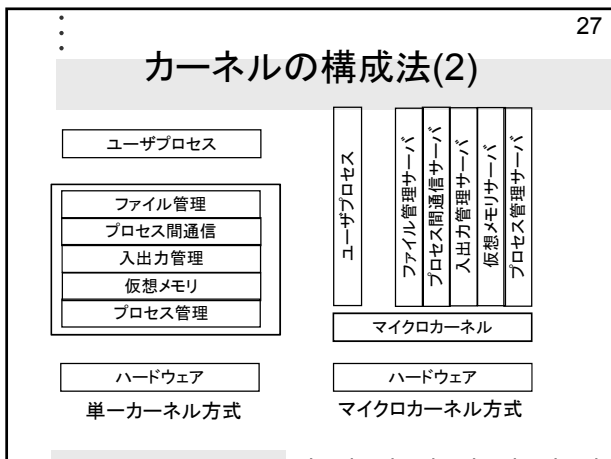 27
カーネルの構成法(2)
ユーザプロセス
ファイル管理
プロセス間通信
入出力管理
仮想メモリ
プロセス管理
ハードウェア
単一カーネル方式
ユーザプロセス
ファイル管理サーバ
プロセス間通信サーバ
入出力管理サーバ
仮想メモリサーバ
プロセス管理サーバ
マイクロカーネル
ハードウェア
マイクロカーネル方式